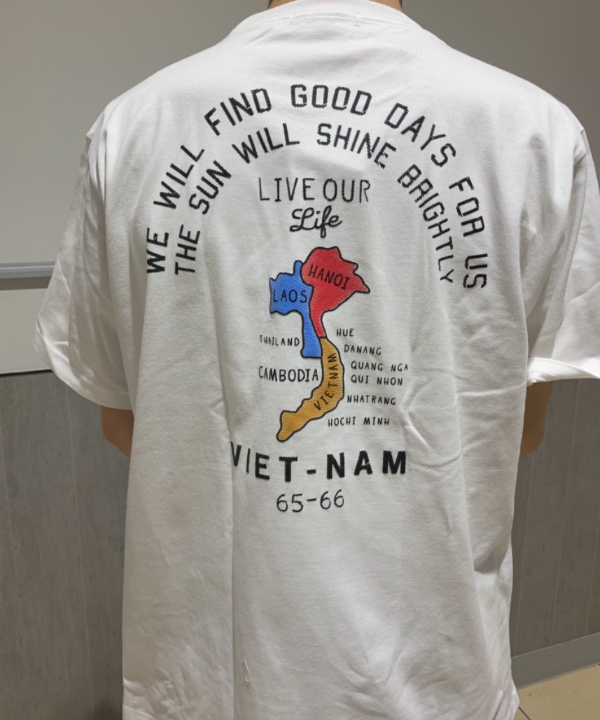 WE WILL FIND GOOD DAYS FOR US
THE SUN WILL SHINE BRIGHTLY
LIVE OUR
Life
HANOI
LAOS
THAILAND
HUE
DANANG
CAMBODIA
VIETNAM
QUANG NGA
QUI NHON
NHATRANG
HOCHI MINH
VIET-NAM
65-66